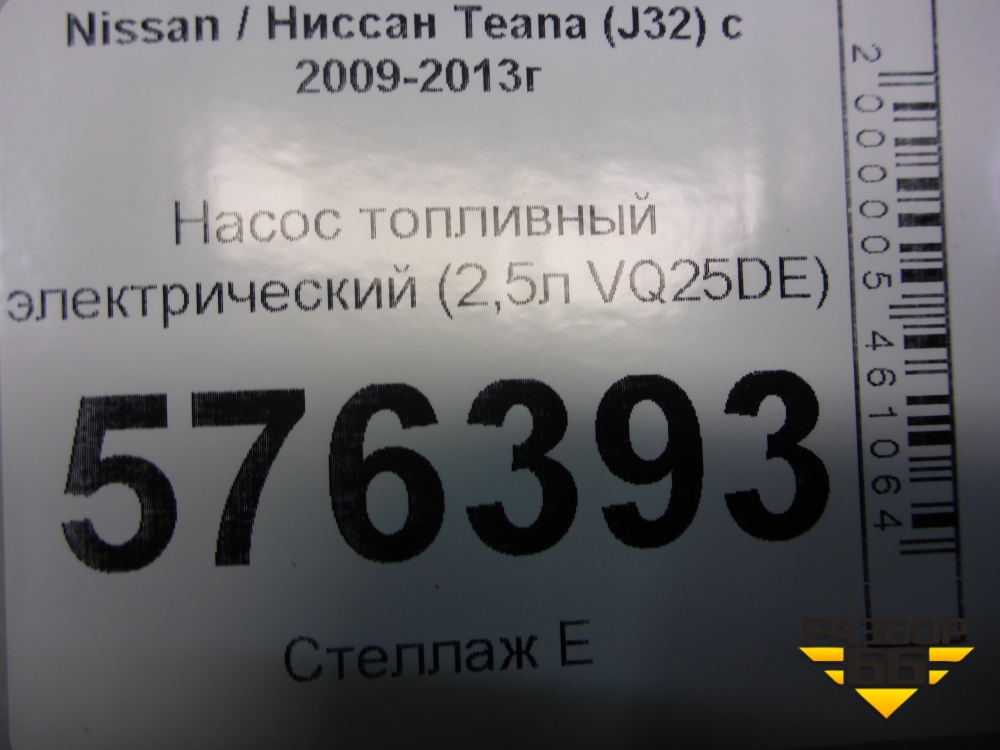 Nissan / Ниссан Teana (J32) с
2009-2013г
Насос топливный
электрический (2,5л VQ25DE)
576393
Стеллаж Е
2000005461064
РАЗБОР
66